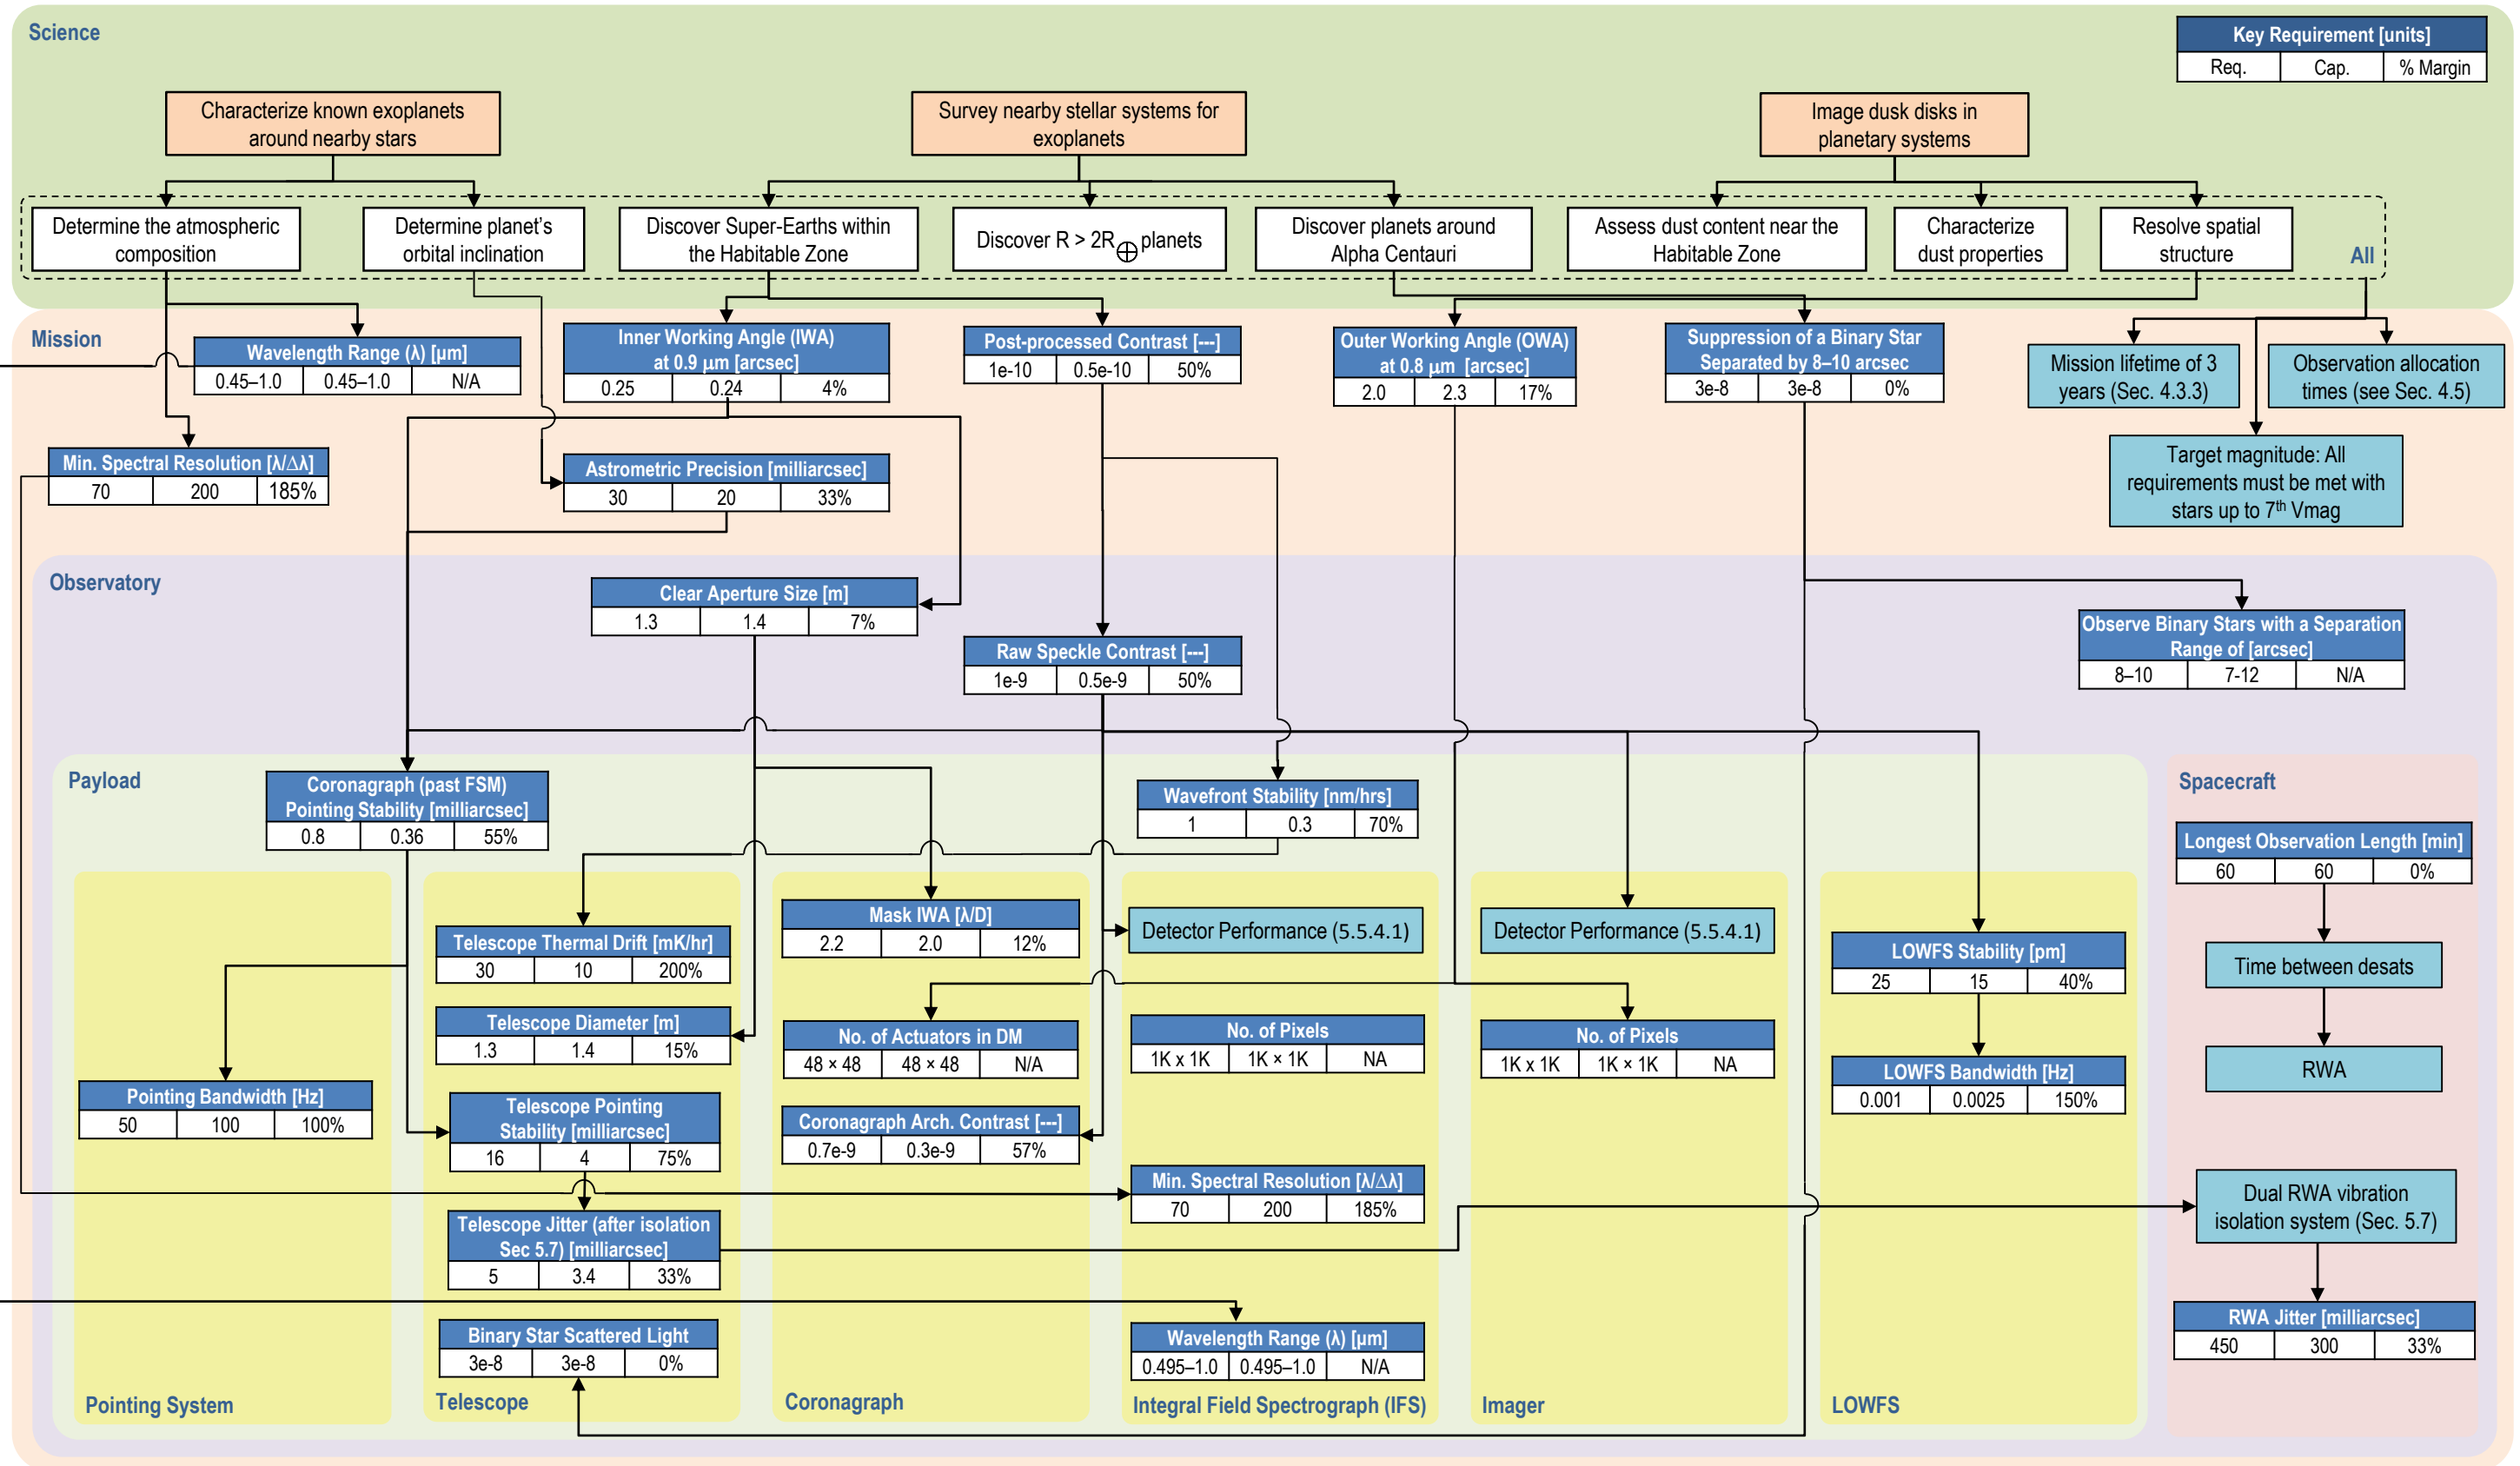 Science
Key Requirement [units]
Req. Cap. % Margin
Characterize known exoplanets
around nearby stars
Survey nearby stellar systems for
exoplanets
Image dusk disks in
planetary systems
Determine the atmospheric
composition
Determine planet's
orbital inclination
Discover Super-Earths within
the Habitable Zone
Discover R > 2R⊕ planets
Discover planets around
Alpha Centauri
Assess dust content near the
Habitable Zone
Characterize
dust properties
Resolve spatial
structure
All
Mission
Wavelength Range (λ) [µm]
0.45–1.0 0.45–1.0 N/A
Inner Working Angle (IWA)
at 0.9 µm [arcsec]
0.25 0.24 4%
Post-processed Contrast [---]
1e-10 0.5e-10 50%
Outer Working Angle (OWA)
at 0.8 µm [arcsec]
2.0 2.3 17%
Suppression of a Binary Star
Separated by 8–10 arcsec
3e-8 3e-8 0%
Mission lifetime of 3
years (Sec. 4.3.3)
Observation allocation
times (see Sec. 4.5)
Min. Spectral Resolution [λ/Δλ]
70 200 185%
Astrometric Precision [milliarcsec]
30 20 33%
Target magnitude: All
requirements must be met with
stars up to 7th Vmag
Observatory
Clear Aperture Size [m]
1.3 1.4 7%
Raw Speckle Contrast [---]
1e-9 0.5e-9 50%
Observe Binary Stars with a Separation
Range of [arcsec]
8–10 7-12 N/A
Payload
Coronagraph (past FSM)
Pointing Stability [milliarcsec]
0.8 0.36 55%
Wavefront Stability [nm/hrs]
1 0.3 70%
Spacecraft
Longest Observation Length [min]
60 60 0%
Telescope Thermal Drift [mK/hr]
30 10 200%
Mask IWA [λ/D]
2.2 2.0 12%
Detector Performance (5.5.4.1)
Detector Performance (5.5.4.1)
LOWFS Stability [pm]
25 15 40%
Time between desats
Telescope Diameter [m]
1.3 1.4 15%
No. of Actuators in DM
48 × 48 48 × 48 N/A
No. of Pixels
1K x 1K 1K × 1K NA
No. of Pixels
1K x 1K 1K × 1K NA
LOWFS Bandwidth [Hz]
0.001 0.0025 150%
RWA
Pointing Bandwidth [Hz]
50 100 100%
Telescope Pointing
Stability [milliarcsec]
16 4 75%
Coronagraph Arch. Contrast [---]
0.7e-9 0.3e-9 57%
Min. Spectral Resolution [λ/Δλ]
70 200 185%
Dual RWA vibration
isolation system (Sec. 5.7)
Telescope Jitter (after isolation
Sec 5.7) [milliarcsec]
5 3.4 33%
Binary Star Scattered Light
3e-8 3e-8 0%
Wavelength Range (λ) [µm]
0.495–1.0 0.495–1.0 N/A
RWA Jitter [milliarcsec]
450 300 33%
Pointing System
Telescope
Coronagraph
Integral Field Spectrograph (IFS)
Imager
LOWFS